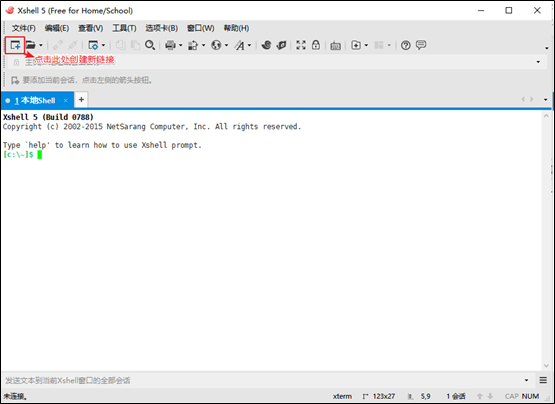 Xshell 5 (Free for Home/School)
文件(F) 编辑(E) 查看(V) 工具(T) 选项卡(B) 窗口(W) 帮助(H)
点击此处创建新链接
要添加当前会话，点击左侧的箭头按钮。
1 本地Shell
Xshell 5 (Build 0788)
Copyright (c) 2002-2015 NetSarang Computer, Inc. All rights reserved.
Type `help' to learn how to use Xshell prompt.
[c:\~]$
发送文本到当前Xshell窗口的全部会话
未连接。 xterm 123x27 5,9 1 会话 CAP NUM